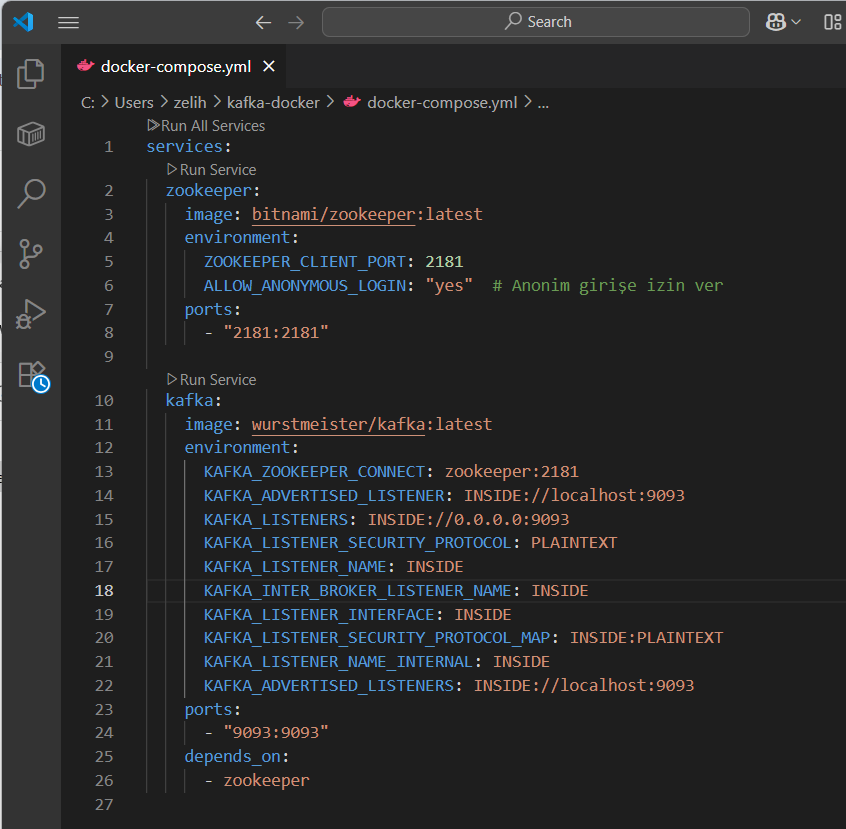 Search
docker-compose.yml
C: > Users > zelih > kafka-docker > docker-compose.yml > ...
Run All Services
1 services:
Run Service
2   zookeeper:
3     image: bitnami/zookeeper:latest
4     environment:
5       ZOOKEEPER_CLIENT_PORT: 2181
6       ALLOW_ANONYMOUS_LOGIN: "yes"  # Anonim girişe izin ver
7     ports:
8       - "2181:2181"
9
Run Service
10   kafka:
11     image: wurstmeister/kafka:latest
12     environment:
13       KAFKA_ZOOKEEPER_CONNECT: zookeeper:2181
14       KAFKA_ADVERTISED_LISTENER: INSIDE://localhost:9093
15       KAFKA_LISTENERS: INSIDE://0.0.0.0:9093
16       KAFKA_LISTENER_SECURITY_PROTOCOL: PLAINTEXT
17       KAFKA_LISTENER_NAME: INSIDE
18       KAFKA_INTER_BROKER_LISTENER_NAME: INSIDE
19       KAFKA_LISTENER_INTERFACE: INSIDE
20       KAFKA_LISTENER_SECURITY_PROTOCOL_MAP: INSIDE:PLAINTEXT
21       KAFKA_LISTENER_NAME_INTERNAL: INSIDE
22       KAFKA_ADVERTISED_LISTENERS: INSIDE://localhost:9093
23     ports:
24       - "9093:9093"
25     depends_on:
26       - zookeeper
27